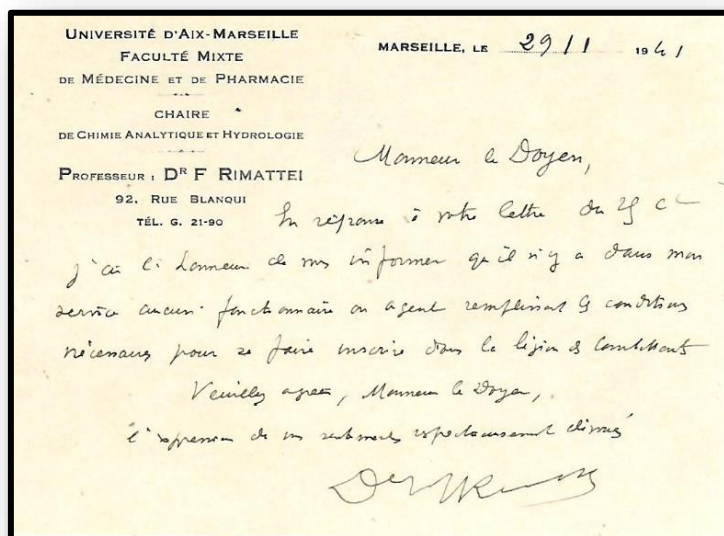 UNIVERSITÉ D'AIX-MARSEILLE
FACULTÉ MIXTE
DE MÉDECINE ET DE PHARMACIE
CHAIRE
DE CHIMIE ANALYTIQUE ET HYDROLOGIE
PROFESSEUR : DR F RIMATTEI
92, RUE BLANQUI
TÉL. G. 21-90
MARSEILLE, LE 29 / 1 1941
Monsieur le Doyen,
En réponse à votre lettre du 25 ct
j'ai l'honneur de vous informer qu'il n'y a dans mon
service aucun fonctionnaire ou agent remplissant les conditions
nécessaires pour se faire inscrire dans la légion des Combattants
Veuillez agréer, Monsieur le Doyen,
l'expression de mes sentiments respectueusement dévoués